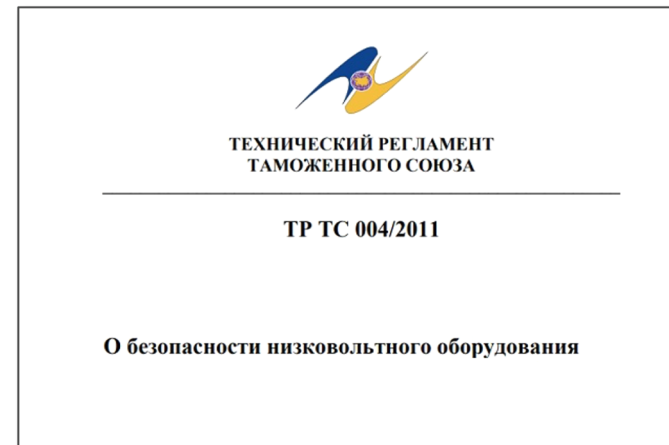 ТЕХНИЧЕСКИЙ РЕГЛАМЕНТ
ТАМОЖЕННОГО СОЮЗА
ТР ТС 004/2011
О безопасности низковольтного оборудования